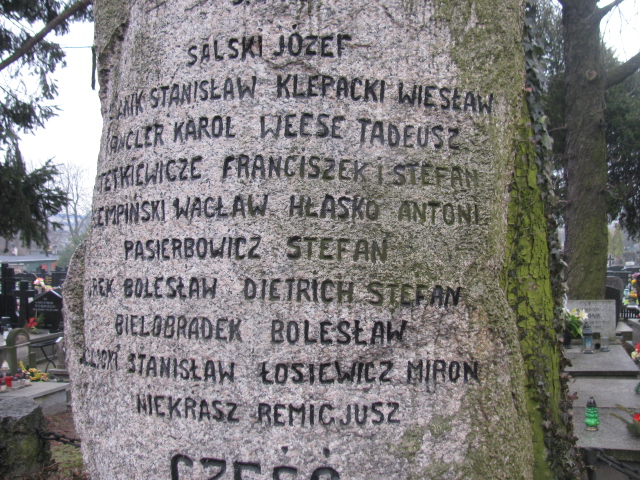 SALSKI JÓZEF
STANISŁAW KLEPACKI WIESŁAW
KAROL WEESE TADEUSZ
FRANCISZEK I STEFAN
WACŁAW HŁASKO ANTONI
PASIERBOWICZ STEFAN
BOLESŁAW DIETRICH STEFAN
BIELOBRADEK BOLESŁAW
STANISŁAW ŁOSIEWICZ MIRON
NIEKRASZ REMIGJUSZ
CZEŚĆ